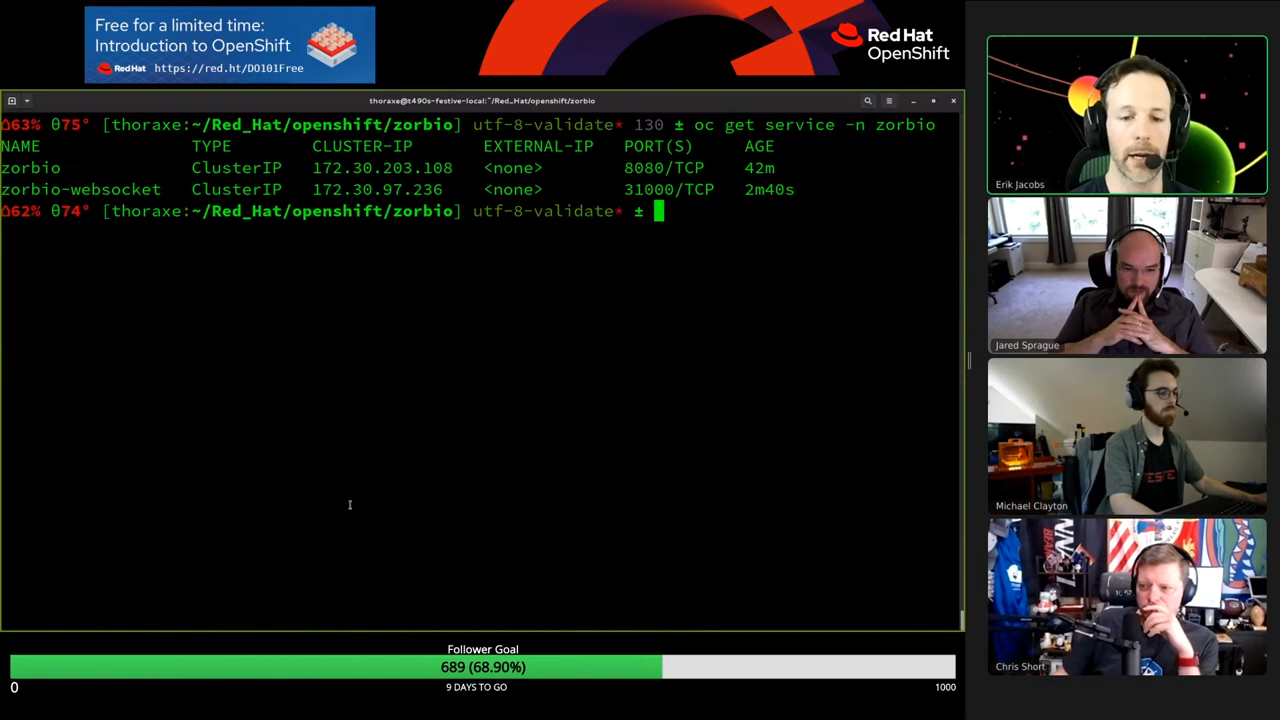 For a limited time:
Introduction to OpenShift
Red Hat https://red.ht/DO101Free
Red Hat
OpenShift
thoraxe@t490s-festive-local:~/Red_Hat/openshift/zorbio
Δ63% θ75° [thoraxe:~/Red_Hat/openshift/zorbio] utf-8-validate* 130 ± oc get service -n zorbio
NAME TYPE CLUSTER-IP EXTERNAL-IP PORT(S) AGE
zorbio ClusterIP 172.30.203.108 <none> 8080/TCP 42m
zorbio-websocket ClusterIP 172.30.97.236 <none> 31000/TCP 2m40s
Δ62% θ74° [thoraxe:~/Red_Hat/openshift/zorbio] utf-8-validate* ±
Erik Jacobs
Jared Sprague
Michael Clayton
Chris Short
Follower Goal
689 (68.90%)
0
9 DAYS TO GO
1000